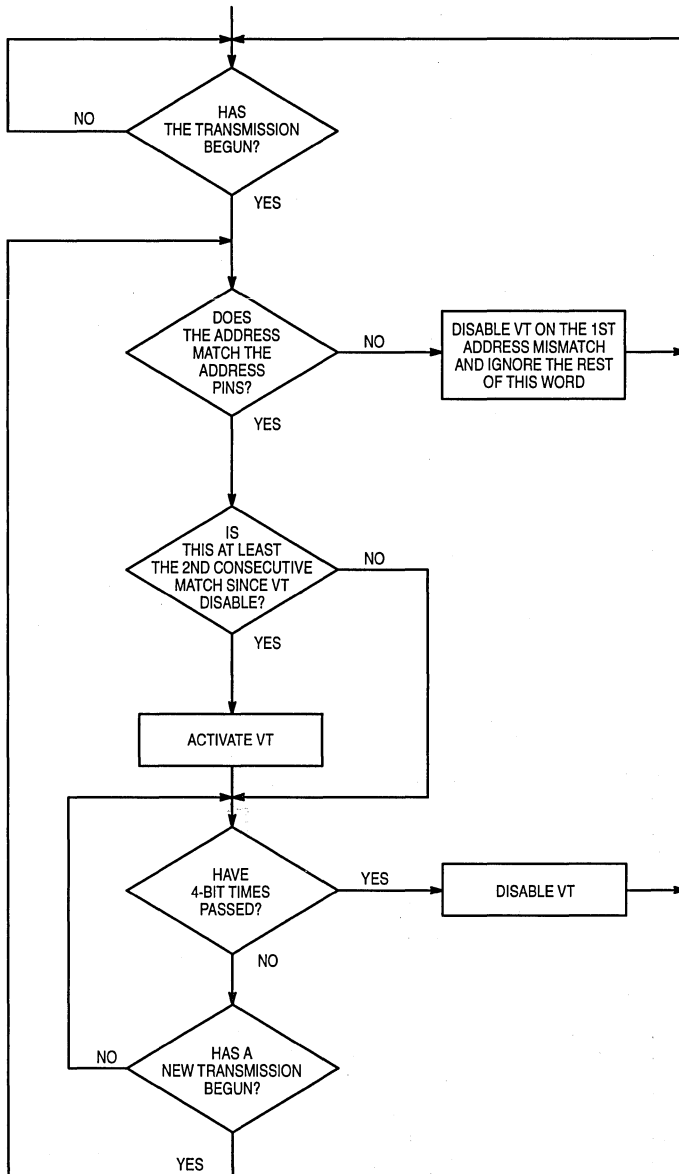 HAS
THE TRANSMISSION
BEGUN?
NO
YES
DOES
THE ADDRESS
MATCH THE
ADDRESS
PINS?
NO
DISABLE VT ON THE 1ST
ADDRESS MISMATCH
AND IGNORE THE REST
OF THIS WORD
YES
IS
THIS AT LEAST
THE 2ND CONSECUTIVE
MATCH SINCE VT
DISABLE?
NO
YES
ACTIVATE VT
HAVE
4-BIT TIMES
PASSED?
YES
DISABLE VT
NO
HAS A
NEW TRANSMISSION
BEGUN?
NO
YES